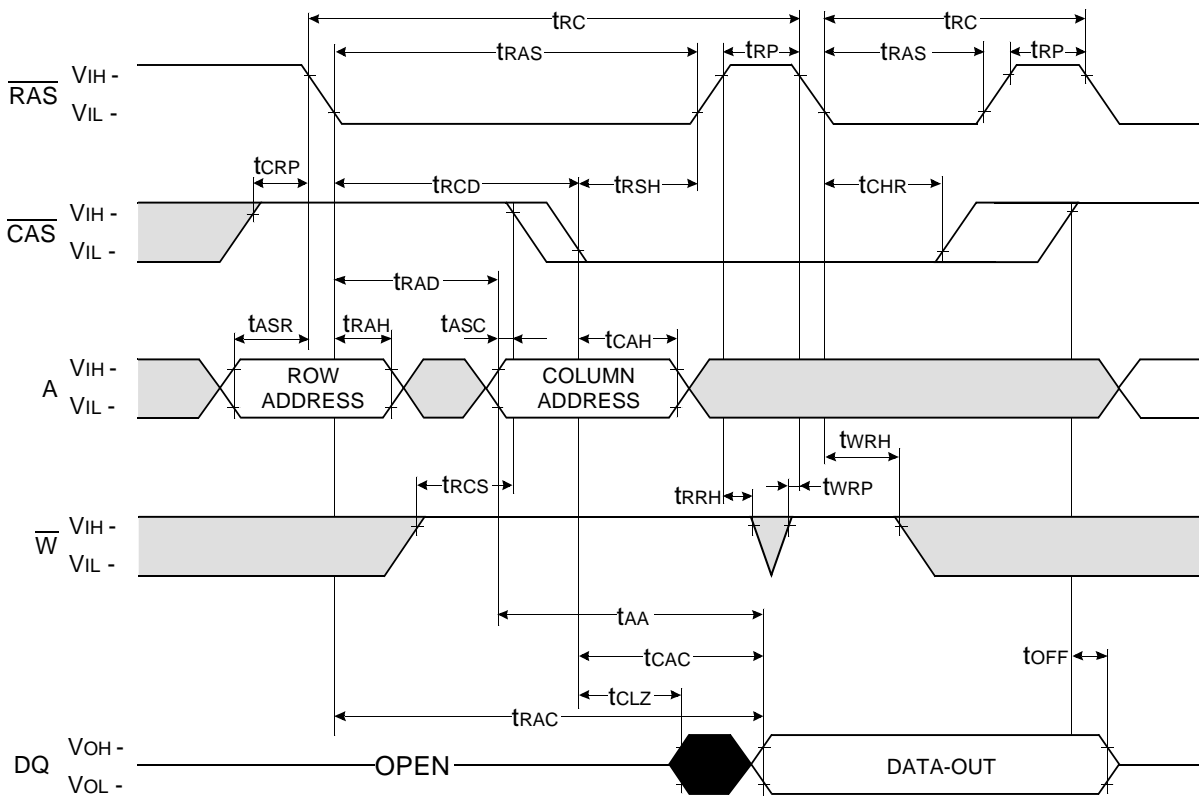 tRC tRC
tRAS tRP tRAS tRP
RAS VIH -
VIL -
tCRP tRCD tRSH tCHR
CAS VIH -
VIL -
tRAD
tASR tRAH tASC tCAH
A VIH -
VIL -
ROW ADDRESS
COLUMN ADDRESS
tWRH
tRCS tRRH tWRP
W VIH -
VIL -
tAA
tCAC tOFF
tCLZ
tRAC
DQ VOH -
VOL -
OPEN DATA-OUT